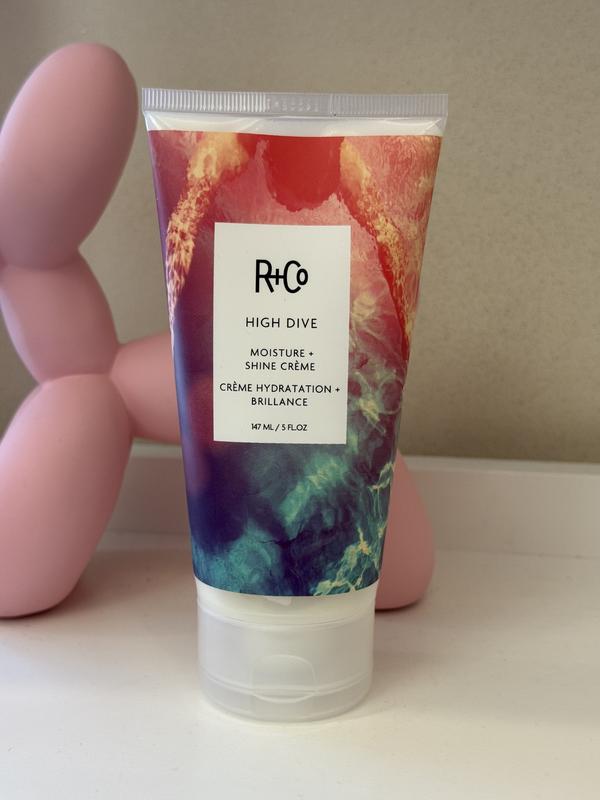 R+Co
HIGH DIVE
MOISTURE +
SHINE CRÈME
CRÈME HYDRATATION +
BRILLANCE
147 ML / 5 FL.OZ